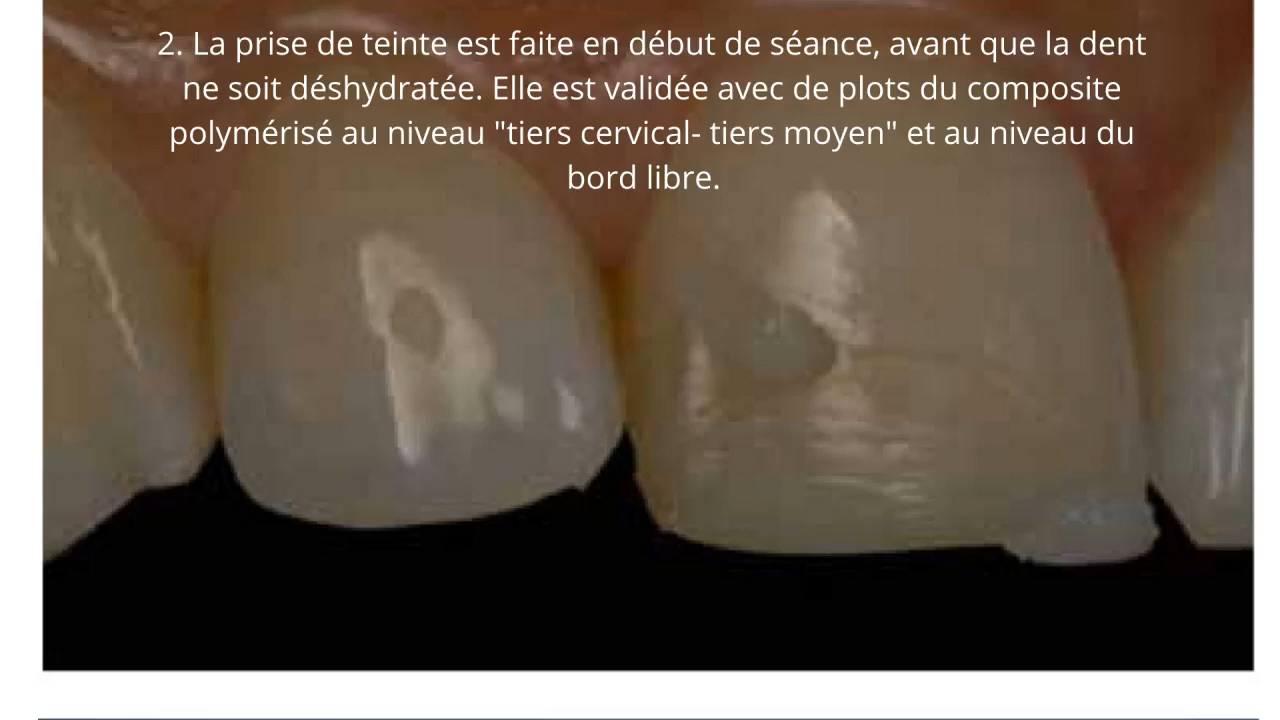 2. La prise de teinte est faite en début de séance, avant que la dent
ne soit déshydratée. Elle est validée avec de plots du composite
polymérisé au niveau "tiers cervical- tiers moyen" et au niveau du
bord libre.